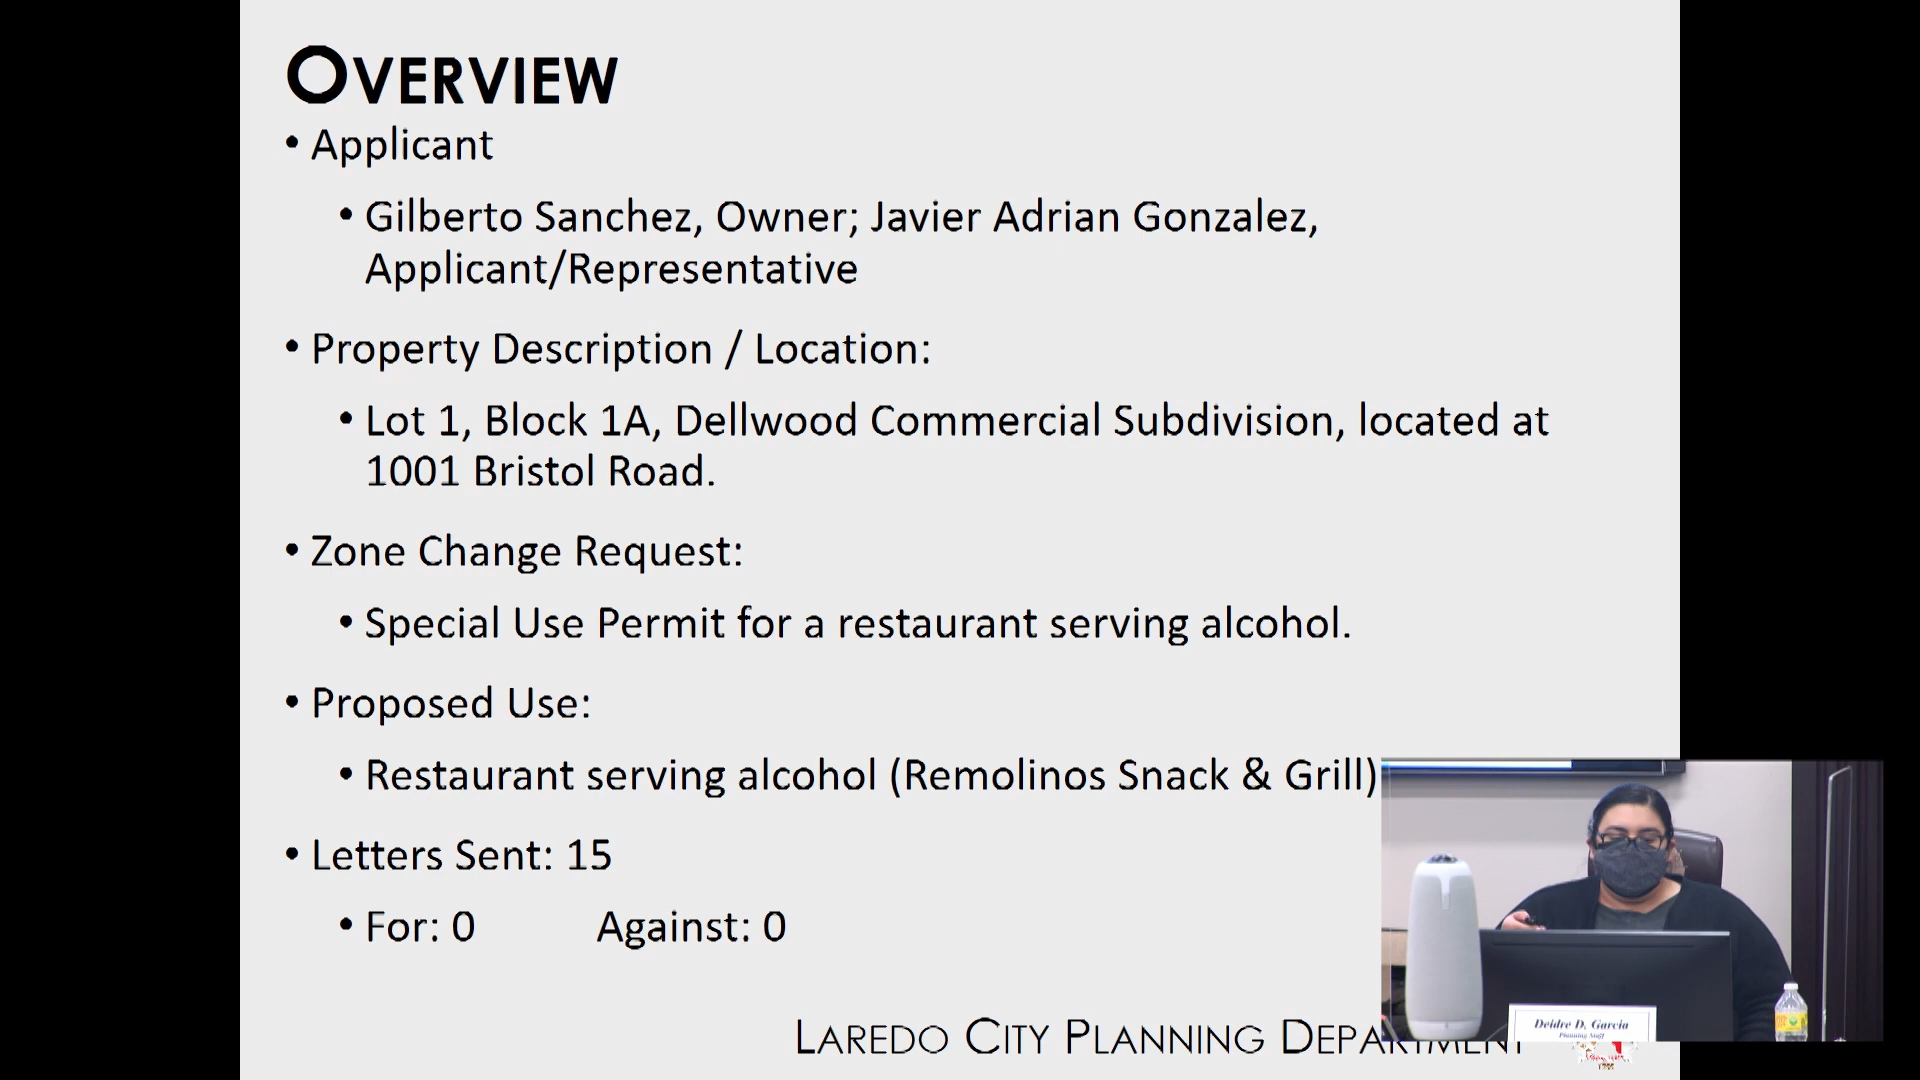 OVERVIEW
• Applicant
• Gilberto Sanchez, Owner; Javier Adrian Gonzalez,
Applicant/Representative
• Property Description / Location:
• Lot 1, Block 1A, Dellwood Commercial Subdivision, located at
1001 Bristol Road.
• Zone Change Request:
• Special Use Permit for a restaurant serving alcohol.
• Proposed Use:
• Restaurant serving alcohol (Remolinos Snack & Grill)
• Letters Sent: 15
• For: 0 Against: 0
LAREDO CITY PLANNING DEPARTMENT
Deidre D. Garcia
Planning Staff